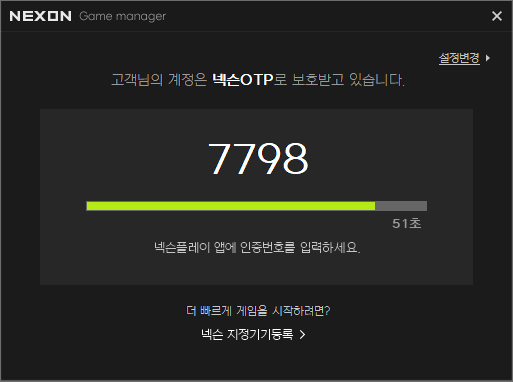 NEXON Game manager
설정변경
고객님의 계정은 넥슨OTP로 보호받고 있습니다.
7798
51초
넥슨플레이 앱에 인증번호를 입력하세요.
더 빠르게 게임을 시작하려면?
넥슨 지정기기등록